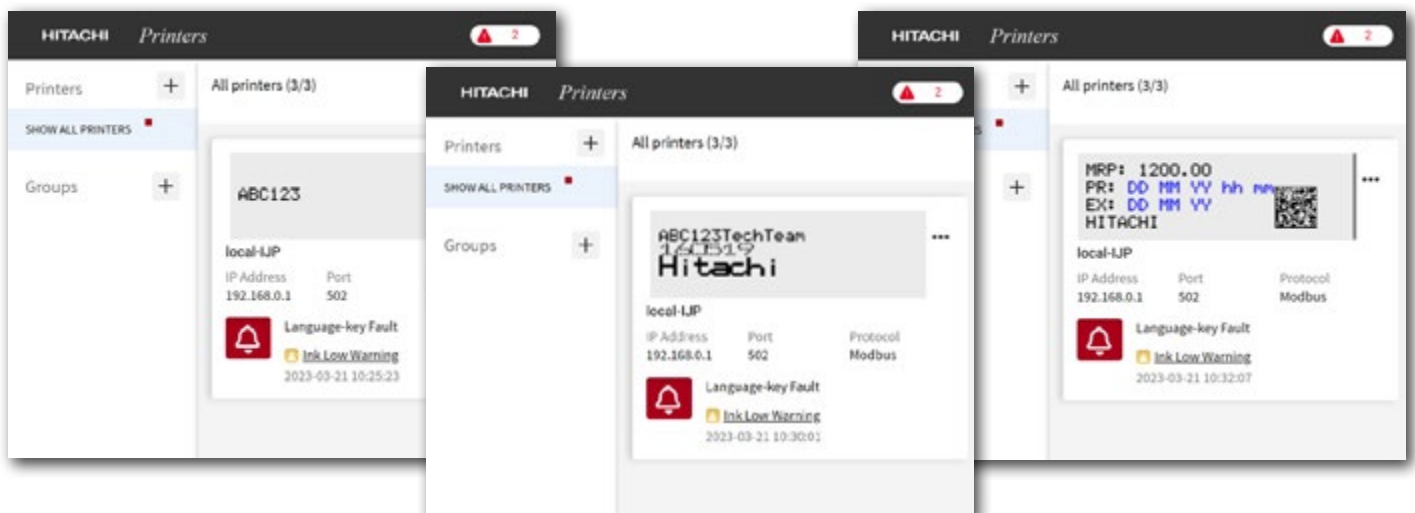 HITACHI Printers 2
Printers +
All printers (3/3)
SHOW ALL PRINTERS
Groups +
ABC123
local-IJP
IP Address Port
192.168.0.1 502
Language-key Fault
Ink Low Warning
2023-03-21 10:25:23
HITACHI Printers 2
Printers +
All printers (3/3)
SHOW ALL PRINTERS
Groups +
ABC123TechTeam
160519
Hitachi
local-IJP
IP Address Port Protocol
192.168.0.1 502 Modbus
Language-key Fault
Ink Low Warning
2023-03-21 10:30:01
HITACHI Printers 2
+
All printers (3/3)
S
+
MRP: 1200.00
PR: DD MM YY hh mm
EX: DD MM YY
HITACHI
local-IJP
IP Address Port Protocol
192.168.0.1 502 Modbus
Language-key Fault
Ink Low Warning
2023-03-21 10:32:07